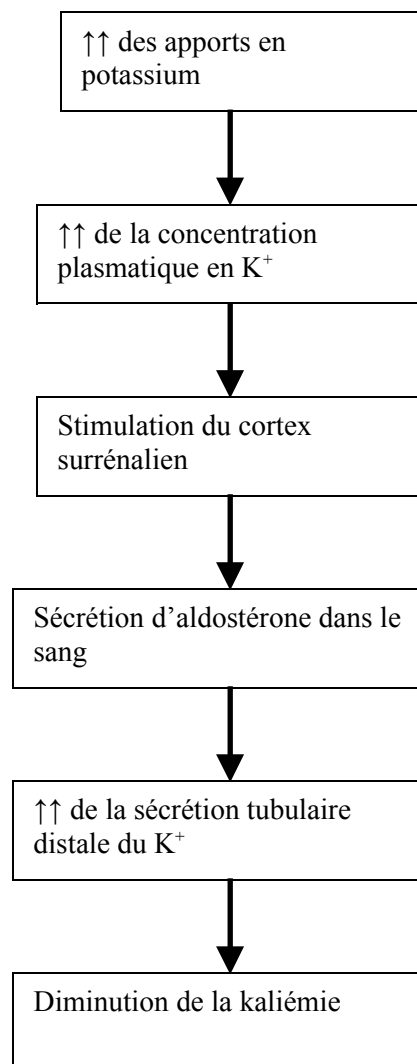 ↑↑ des apports en
potassium
↑↑ de la concentration
plasmatique en K⁺
Stimulation du cortex
surrénalien
Sécrétion d’aldostérone dans le
sang
↑↑ de la sécrétion tubulaire
distale du K⁺
Diminution de la kaliémie